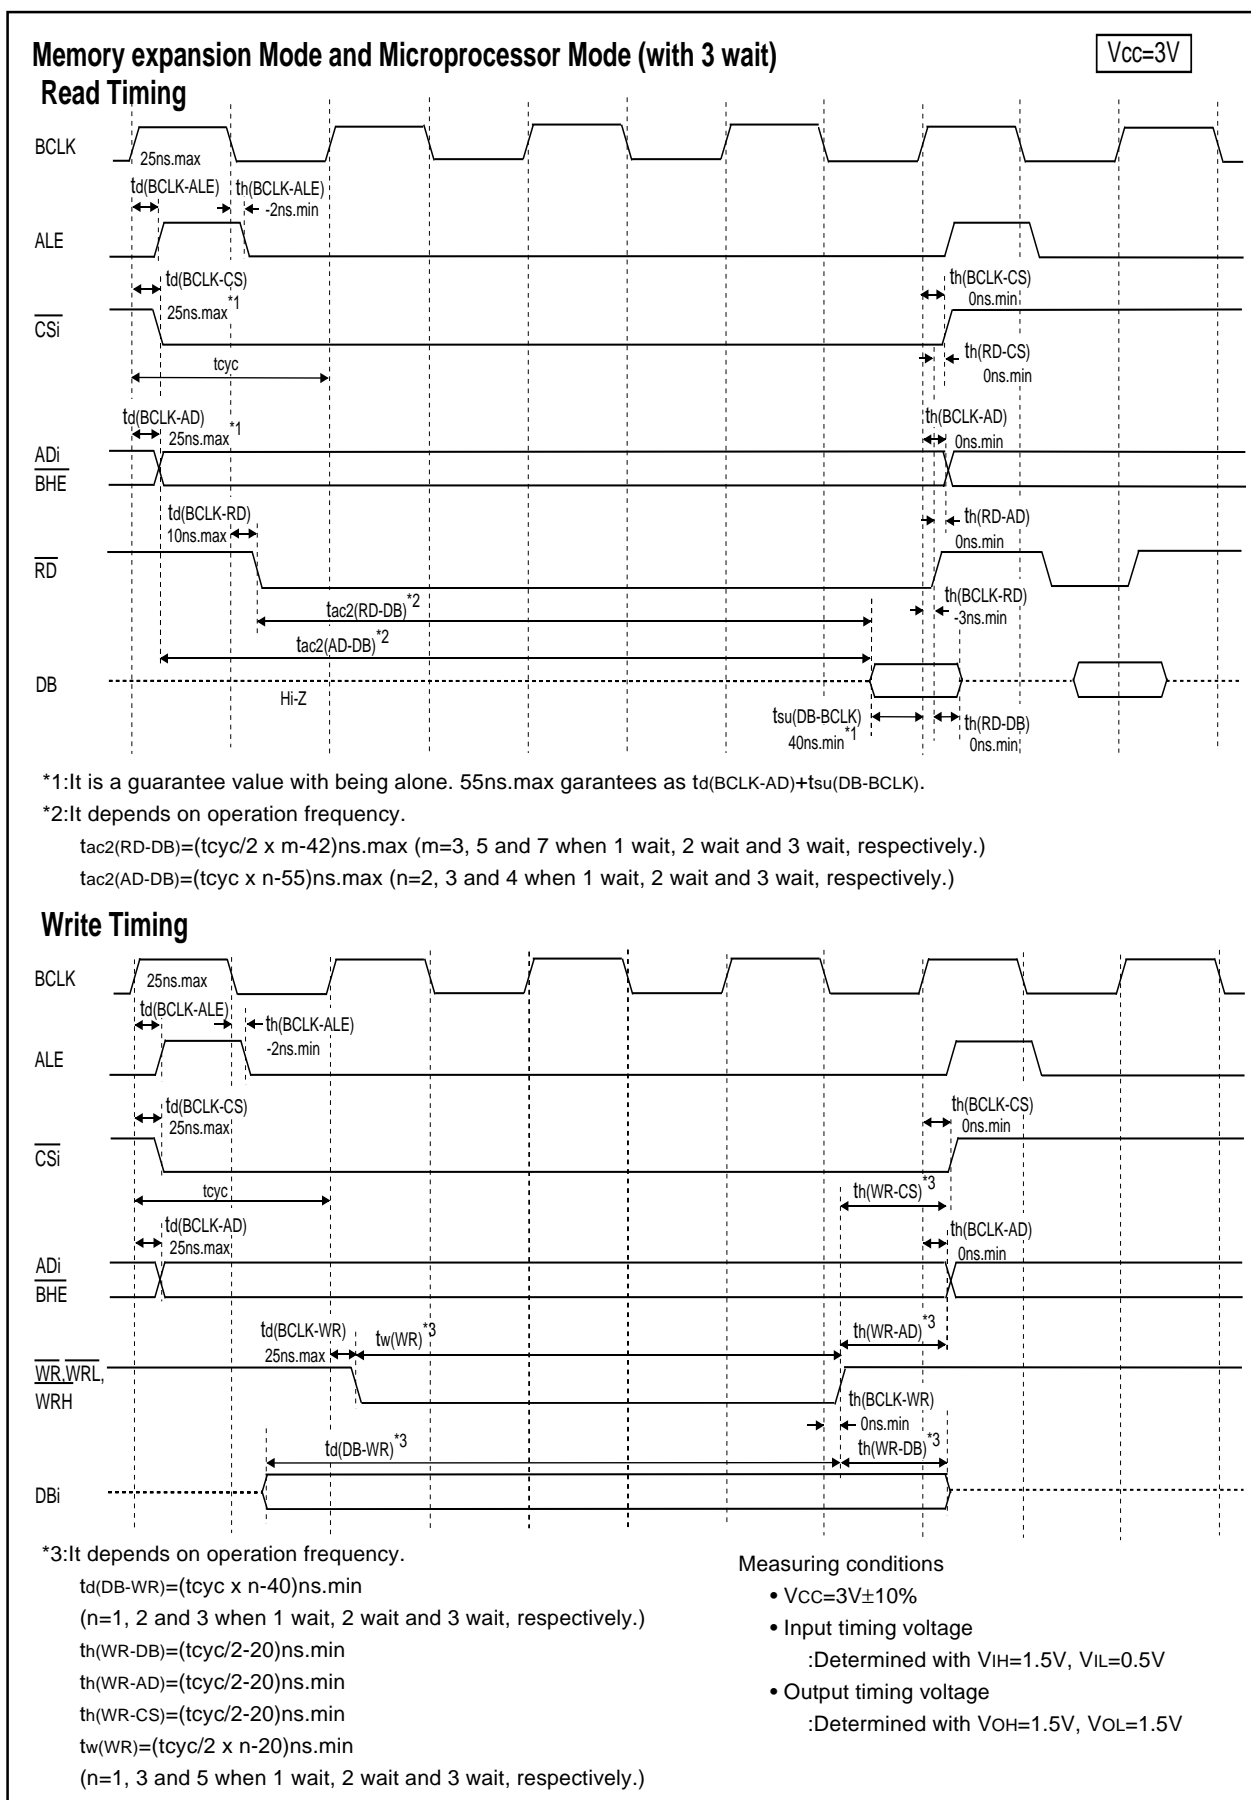 Memory expansion Mode and Microprocessor Mode (with 3 wait)
Vcc=3V
Read Timing
BCLK
25ns.max
td(BCLK-ALE)
th(BCLK-ALE)
-2ns.min
ALE
td(BCLK-CS)
25ns.max*1
th(BCLK-CS)
0ns.min
CSi
th(RD-CS)
0ns.min
tcyc
td(BCLK-AD)
25ns.max*1
th(BCLK-AD)
0ns.min
ADi
BHE
td(BCLK-RD)
10ns.max
th(RD-AD)
0ns.min
RD
tac2(RD-DB)*2
th(BCLK-RD)
-3ns.min
tac2(AD-DB)*2
DB
Hi-Z
tsu(DB-BCLK)
40ns.min*1
th(RD-DB)
0ns.min
*1:It is a guarantee value with being alone. 55ns.max garantees as td(BCLK-AD)+tsu(DB-BCLK).
*2:It depends on operation frequency.
tac2(RD-DB)=(tcyc/2 x m-42)ns.max (m=3, 5 and 7 when 1 wait, 2 wait and 3 wait, respectively.)
tac2(AD-DB)=(tcyc x n-55)ns.max (n=2, 3 and 4 when 1 wait, 2 wait and 3 wait, respectively.)
Write Timing
BCLK
25ns.max
td(BCLK-ALE)
th(BCLK-ALE)
-2ns.min
ALE
td(BCLK-CS)
25ns.max
th(BCLK-CS)
0ns.min
CSi
tcyc
th(WR-CS)*3
td(BCLK-AD)
25ns.max
th(BCLK-AD)
0ns.min
ADi
BHE
td(BCLK-WR)
25ns.max
tw(WR)*3
th(WR-AD)*3
WR,WRL,
WRH
th(BCLK-WR)
0ns.min
td(DB-WR)*3
th(WR-DB)*3
DBi
*3:It depends on operation frequency.
td(DB-WR)=(tcyc x n-40)ns.min
(n=1, 2 and 3 when 1 wait, 2 wait and 3 wait, respectively.)
th(WR-DB)=(tcyc/2-20)ns.min
th(WR-AD)=(tcyc/2-20)ns.min
th(WR-CS)=(tcyc/2-20)ns.min
tw(WR)=(tcyc/2 x n-20)ns.min
(n=1, 3 and 5 when 1 wait, 2 wait and 3 wait, respectively.)
Measuring conditions
• VCC=3V±10%
• Input timing voltage
:Determined with VIH=1.5V, VIL=0.5V
• Output timing voltage
:Determined with VOH=1.5V, VOL=1.5V